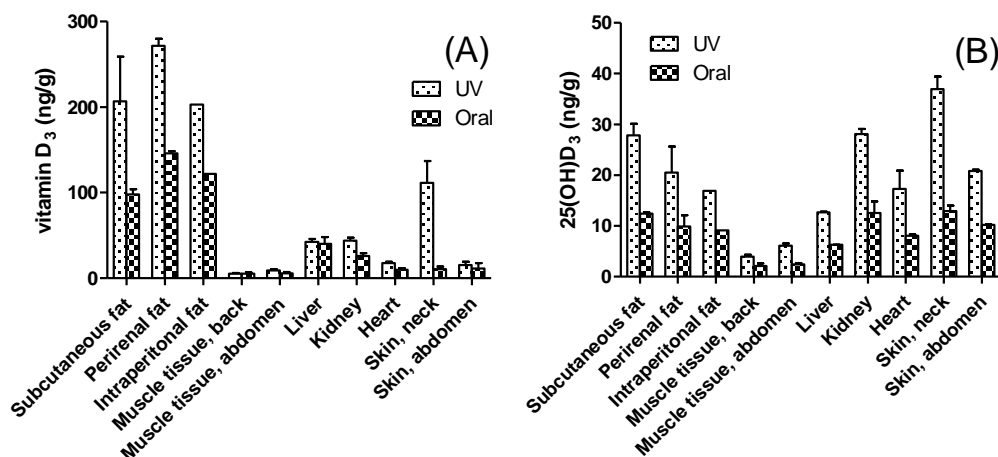 (A)
vitamin D3 (ng/g)
300
200
100
0
UV
Oral
Subcutaneous fat
Perirenal fat
Intraperitonal fat
Muscle tissue, back
Muscle tissue, abdomen
Liver
Kidney
Heart
Skin, neck
Skin, abdomen
(B)
25(OH)D3 (ng/g)
50
40
30
20
10
0
UV
Oral
Subcutaneous fat
Perirenal fat
Intraperitonal fat
Muscle tissue, back
Muscle tissue, abdomen
Liver
Kidney
Heart
Skin, neck
Skin, abdomen